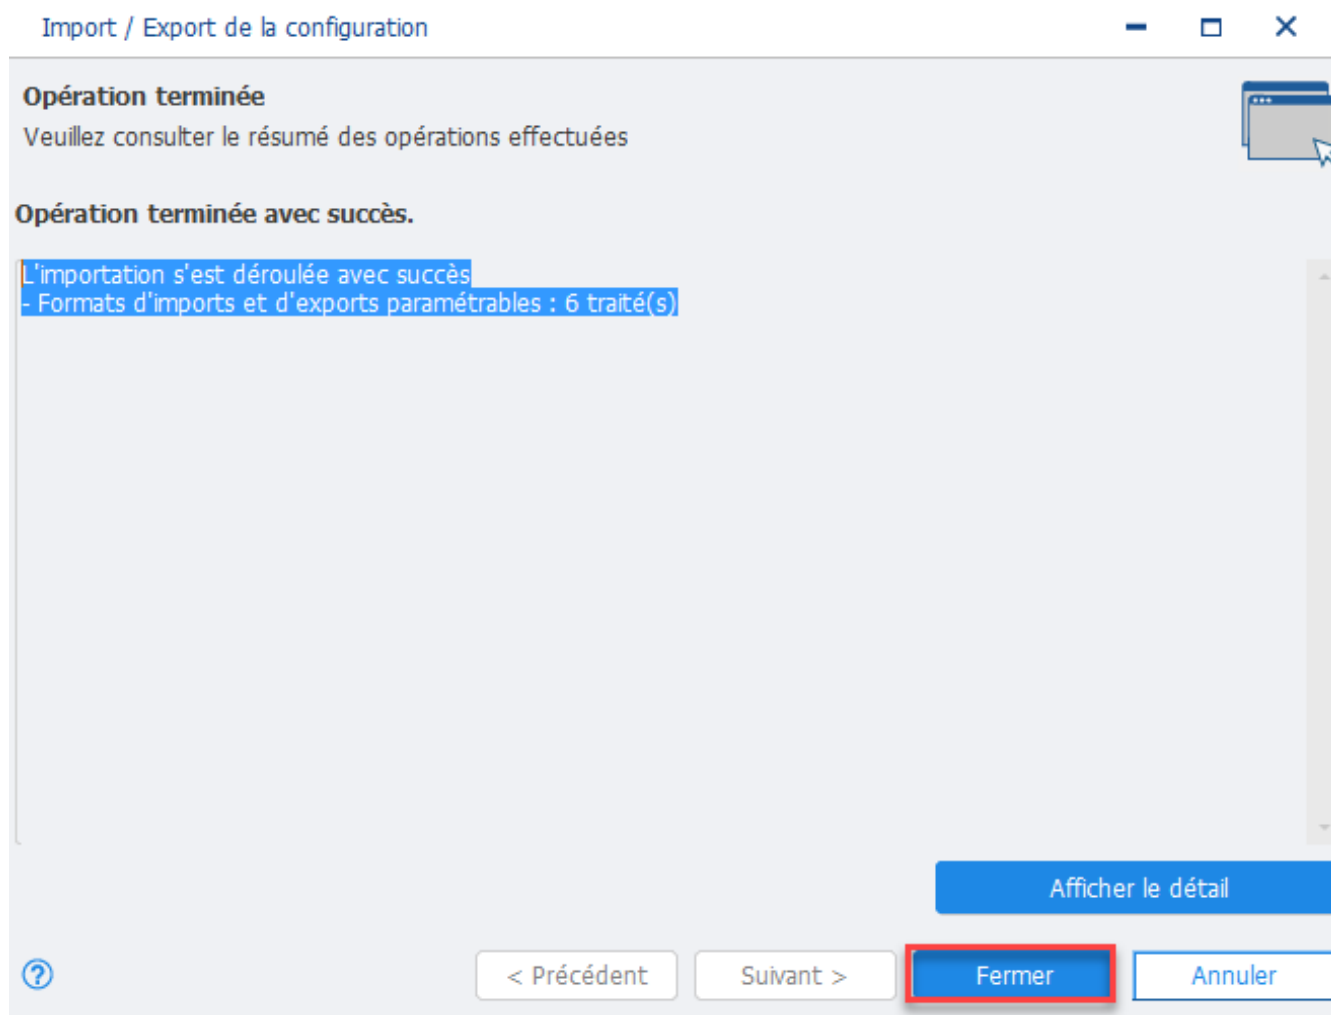 Import / Export de la configuration
Opération terminée
Veuillez consulter le résumé des opérations effectuées
Opération terminée avec succès.
L'importation s'est déroulée avec succès
- Formats d'imports et d'exports paramétrables : 6 traité(s)
Afficher le détail
< Précédent
Suivant >
Fermer
Annuler